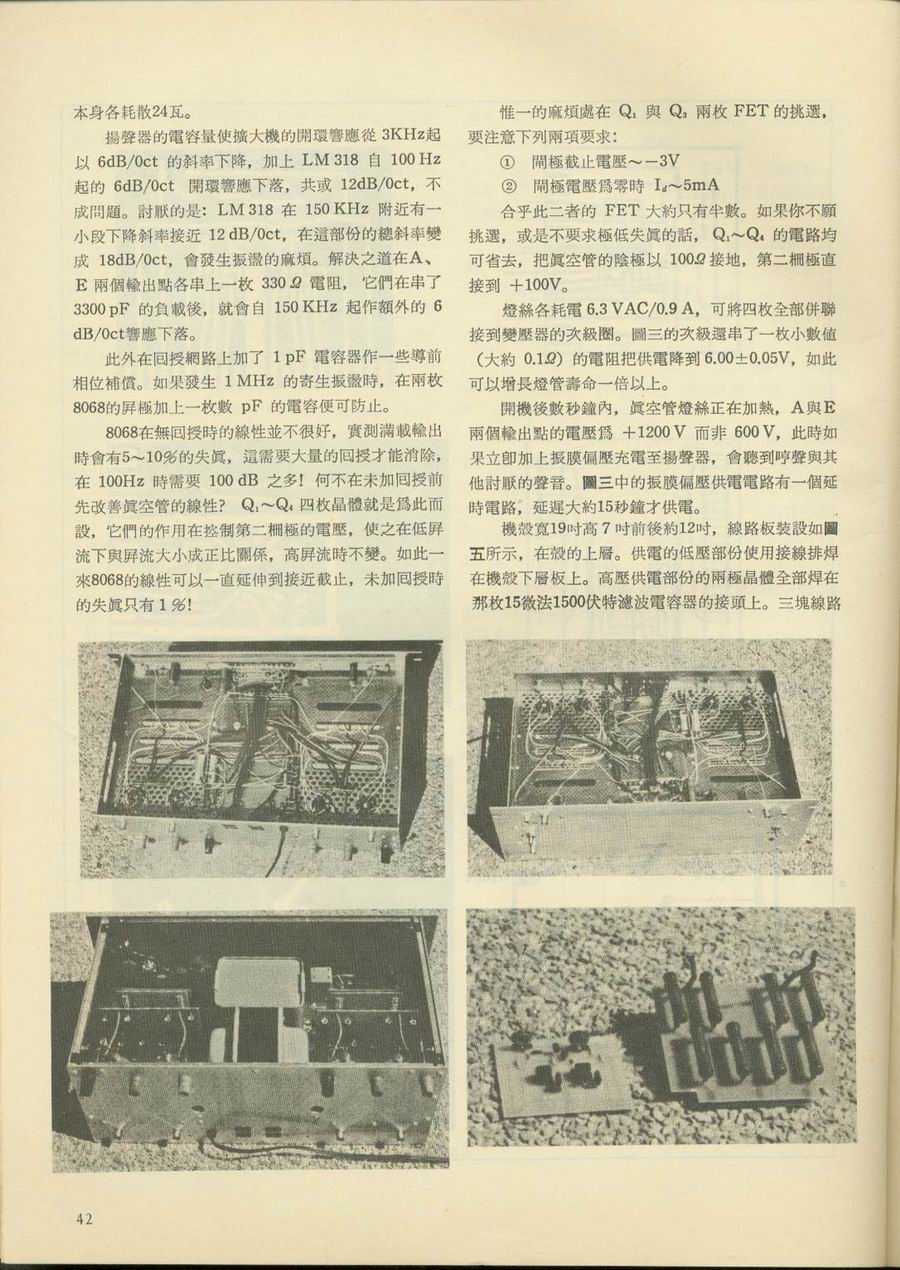 本身各耗散24瓦。
揚聲器的電容量使擴大機的開環響應從 3KHz起
以 6dB/0ct 的斜率下降，加上 LM 318 自 100 Hz
起的 6dB/0ct 開環響應下落，共或 12dB/0ct，不
成問題。討厭的是：LM 318 在 150 KHz 附近有一
小段下降斜率接近 12 dB/0ct，在這部份的總斜率變
成 18dB/0ct，會發生振盪的麻煩。解決之道在A、
E 兩個輸出點各串上一枚 330 Ω 電阻，它們在串了
3300 pF 的負載後，就會自 150 KHz 起作額外的 6
dB/0ct響應下落。
此外在囘授網路上加了 1 pF 電容器作一些導前
相位補償。如果發生 1 MHz 的寄生振盪時，在兩枚
8068的屏極加上一枚數 pF 的電容便可防止。
8068在無囘授時的線性並不很好，實測滿載輸出
時會有5～10%的失眞，這需要大量的囘授才能消除，
在 100Hz 時需要 100 dB 之多！何不在未加囘授前
先改善眞空管的線性？ Q₁～Q₄ 四枚晶體就是爲此而
設，它們的作用在控制第二柵極的電壓，使之在低屏
流下與屏流大小成正比關係，高屏流時不變。如此一
來8068的線性可以一直延伸到接近截止，未加囘授時
的失眞只有 1 %！
惟一的麻煩處在 Q₁ 與 Q₃ 兩枚 FET 的挑選，
要注意下列兩項要求：
① 閘極截止電壓～－3V
② 閘極電壓爲零時 I_d～5mA
合乎此二者的 FET 大約只有半數。如果你不願
挑選，或是不要求極低失眞的話， Q₁～Q₄ 的電路均
可省去，把眞空管的陰極以 100Ω 接地，第二柵極直
接到 ＋100V。
燈絲各耗電 6.3 VAC/0.9 A，可將四枚全部併聯
接到變壓器的次級圈。圖三的次級還串了一枚小數值
（大約 0.1Ω）的電阻把供電降到 6.00±0.05V，如此
可以增長燈管壽命一倍以上。
開機後數秒鐘內，眞空管燈絲正在加熱，A與E
兩個輸出點的電壓爲 ＋1200 V 而非 600 V，此時如
果立卽加上振膜偏壓充電至揚聲器，會聽到哼聲與其
他討厭的聲音。圖三中的振膜偏壓供電電路有一個延
時電路，延遲大約15秒鐘才供電。
機殼寬19吋高 7 吋前後約12吋，線路板裝設如圖
五所示，在殼的上層。供電的低壓部份使用接線排焊
在機殼下層板上。高壓供電部份的兩極晶體全部焊在
那枚15微法1500伏特濾波電容器的接頭上。三塊線路
42